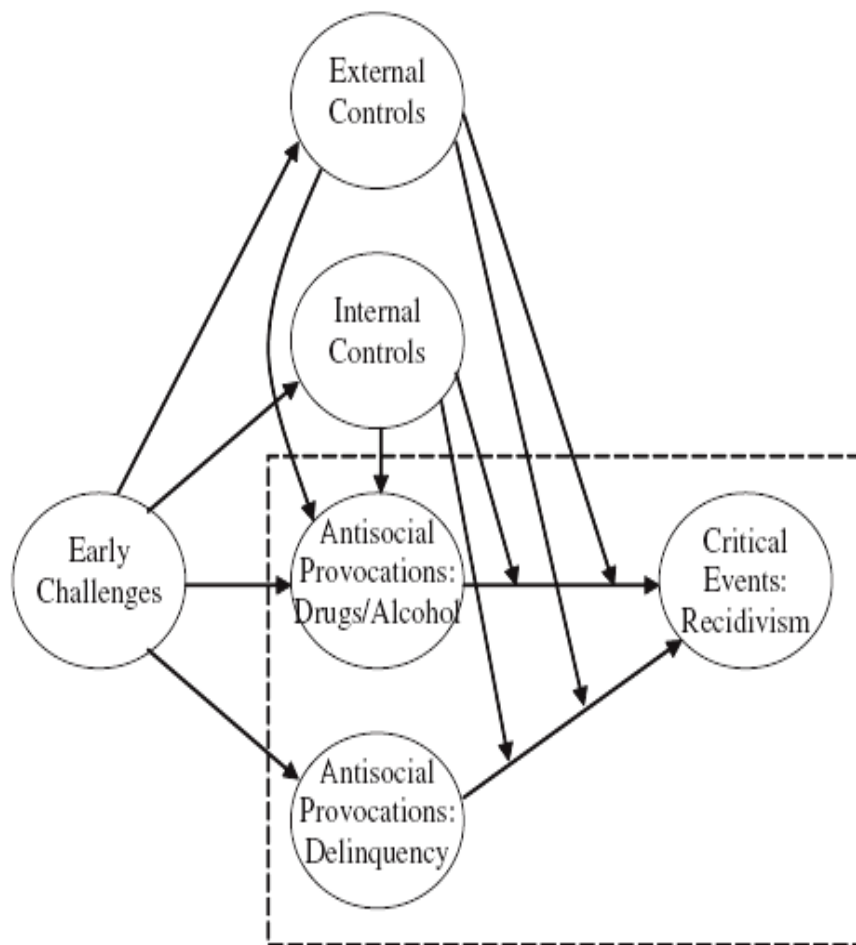 External
Controls
Internal
Controls
Early
Challenges
Antisocial
Provocations:
Drugs/Alcohol
Critical
Events:
Recidivism
Antisocial
Provocations:
Delinquency